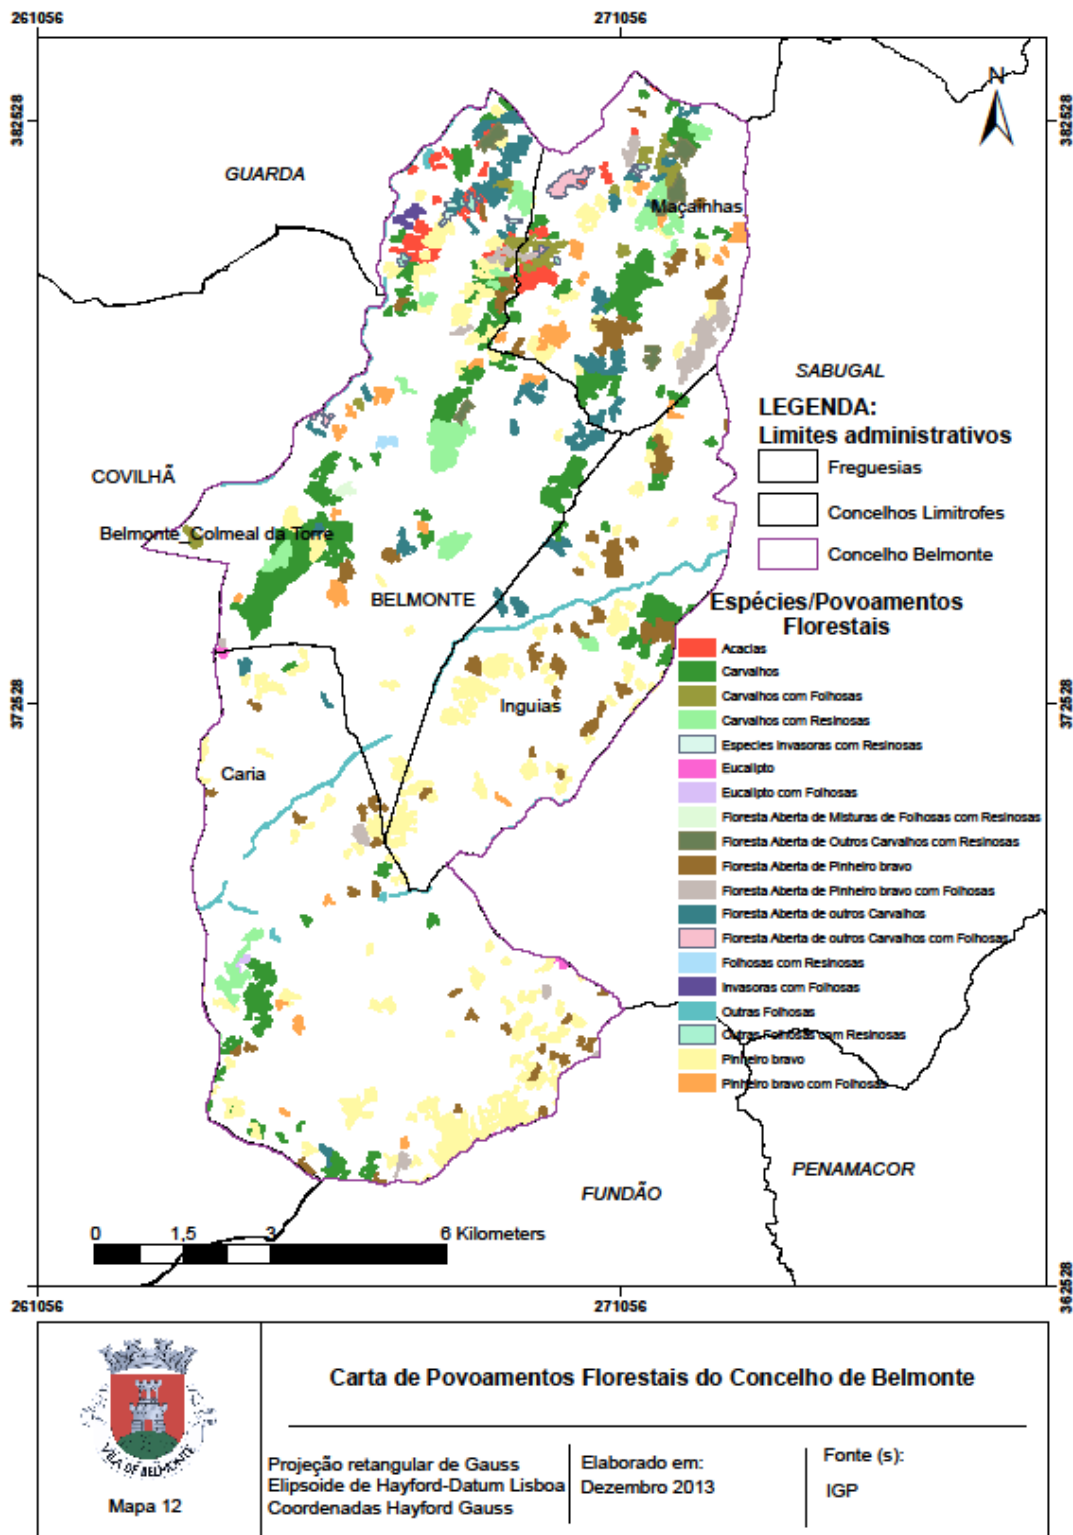 261056
271056
382528
382528
N
GUARDA
Maçainhas
SABUGAL
LEGENDA:
Limites administrativos
Freguesias
Concelhos Limitrofes
Concelho Belmonte
COVILHÃ
Belmonte_Colmeal da Torre
BELMONTE
Espécies/Povoamentos
Florestais
Acacias
Carvalhos
Carvalhos com Folhosas
Carvalhos com Resinosas
Especies Invasoras com Resinosas
Eucalipto
Eucalipto com Folhosas
Floresta Aberta de Misturas de Folhosas com Resinosas
Floresta Aberta de Outros Carvalhos com Resinosas
Floresta Aberta de Pinheiro bravo
Floresta Aberta de Pinheiro bravo com Folhosas
Floresta Aberta de outros Carvalhos
Floresta Aberta de outros Carvalhos com Folhosas
Folhosas com Resinosas
Invasoras com Folhosas
Outras Folhosas
Outras Folhosas com Resinosas
Pinheiro bravo
Pinheiro bravo com Folhosas
372528
372528
Inguias
Caria
PENAMACOR
FUNDÃO
0 1,5 3 6 Kilometers
362528
261056
271056
VILA DE BELMONTE
Mapa 12
Carta de Povoamentos Florestais do Concelho de Belmonte
Projeção retangular de Gauss
Elipsoide de Hayford-Datum Lisboa
Coordenadas Hayford Gauss
Elaborado em:
Dezembro 2013
Fonte (s):
IGP